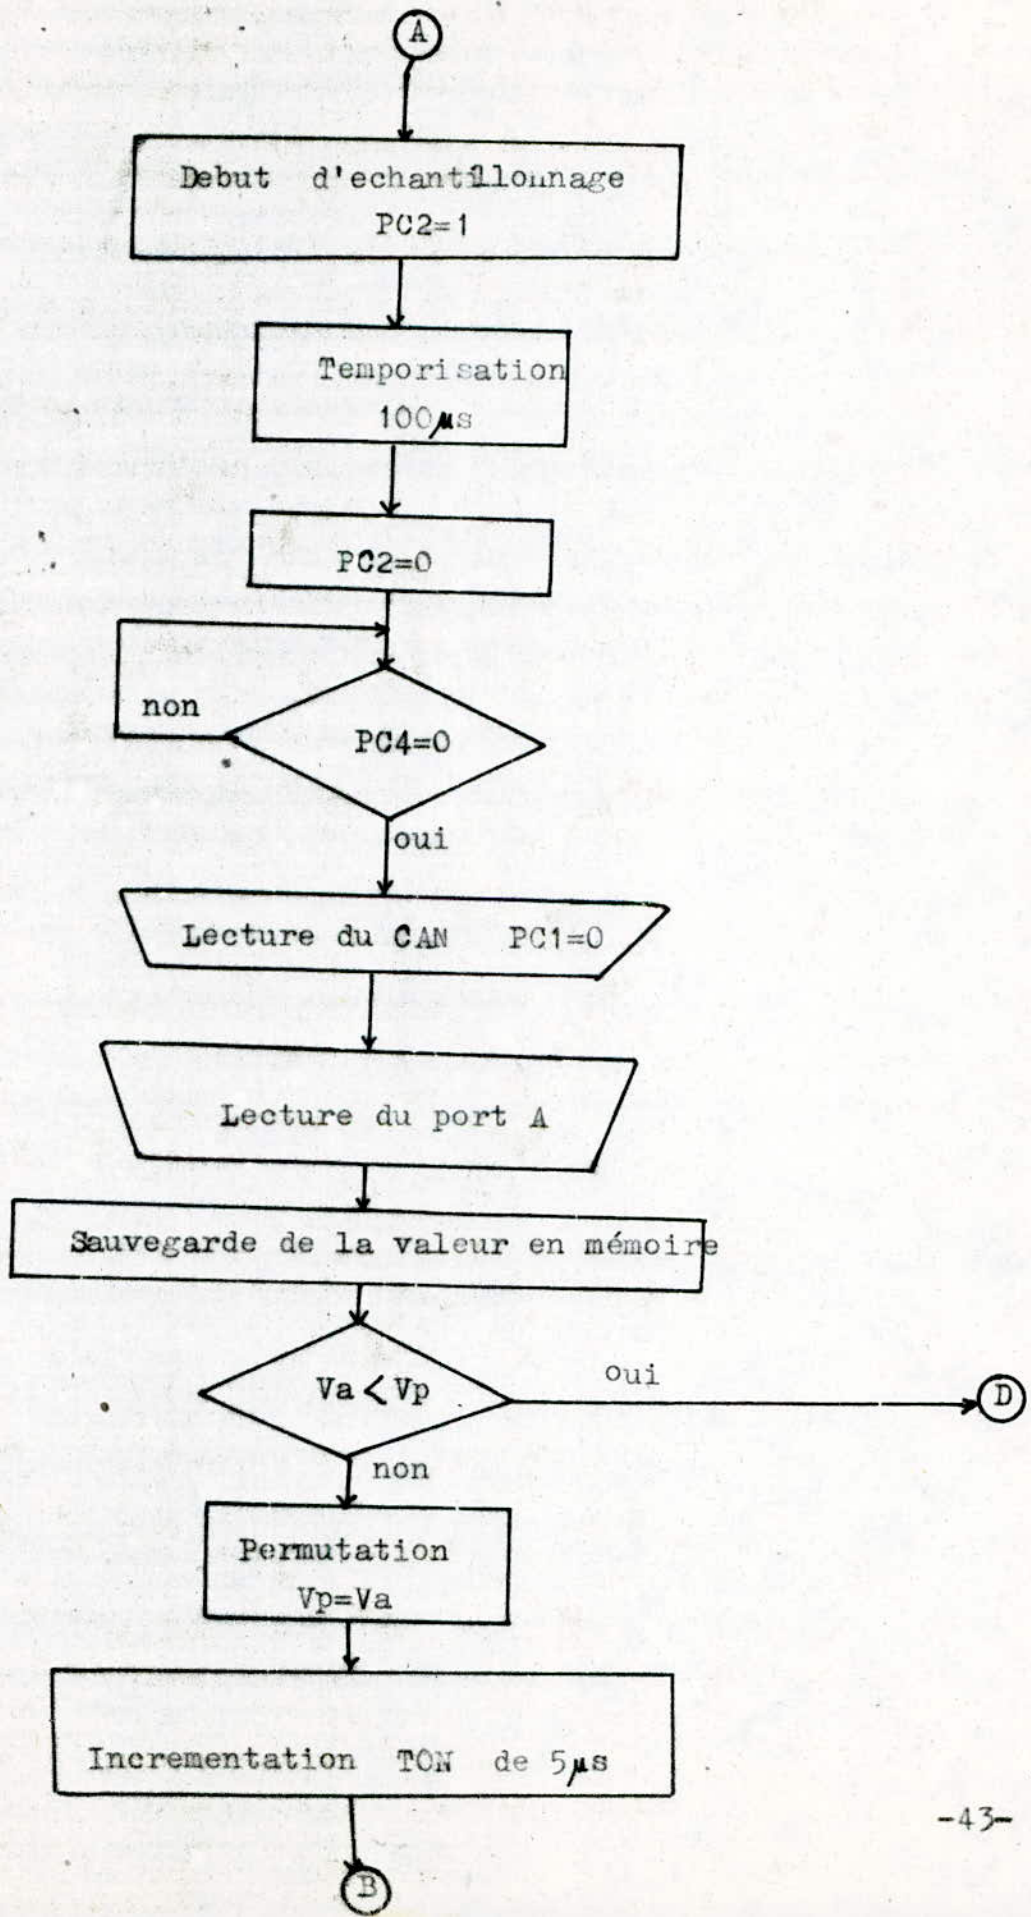 A
Debut d'echantillonnage
PC2=1
Temporisation
100μs
PC2=0
non
PC4=0
oui
Lecture du CAN PC1=0
Lecture du port A
Sauvegarde de la valeur en mémoire
Va < Vp
oui
D
non
Permutation
Vp=Va
Incrementation TON de 5μs
-43-
B